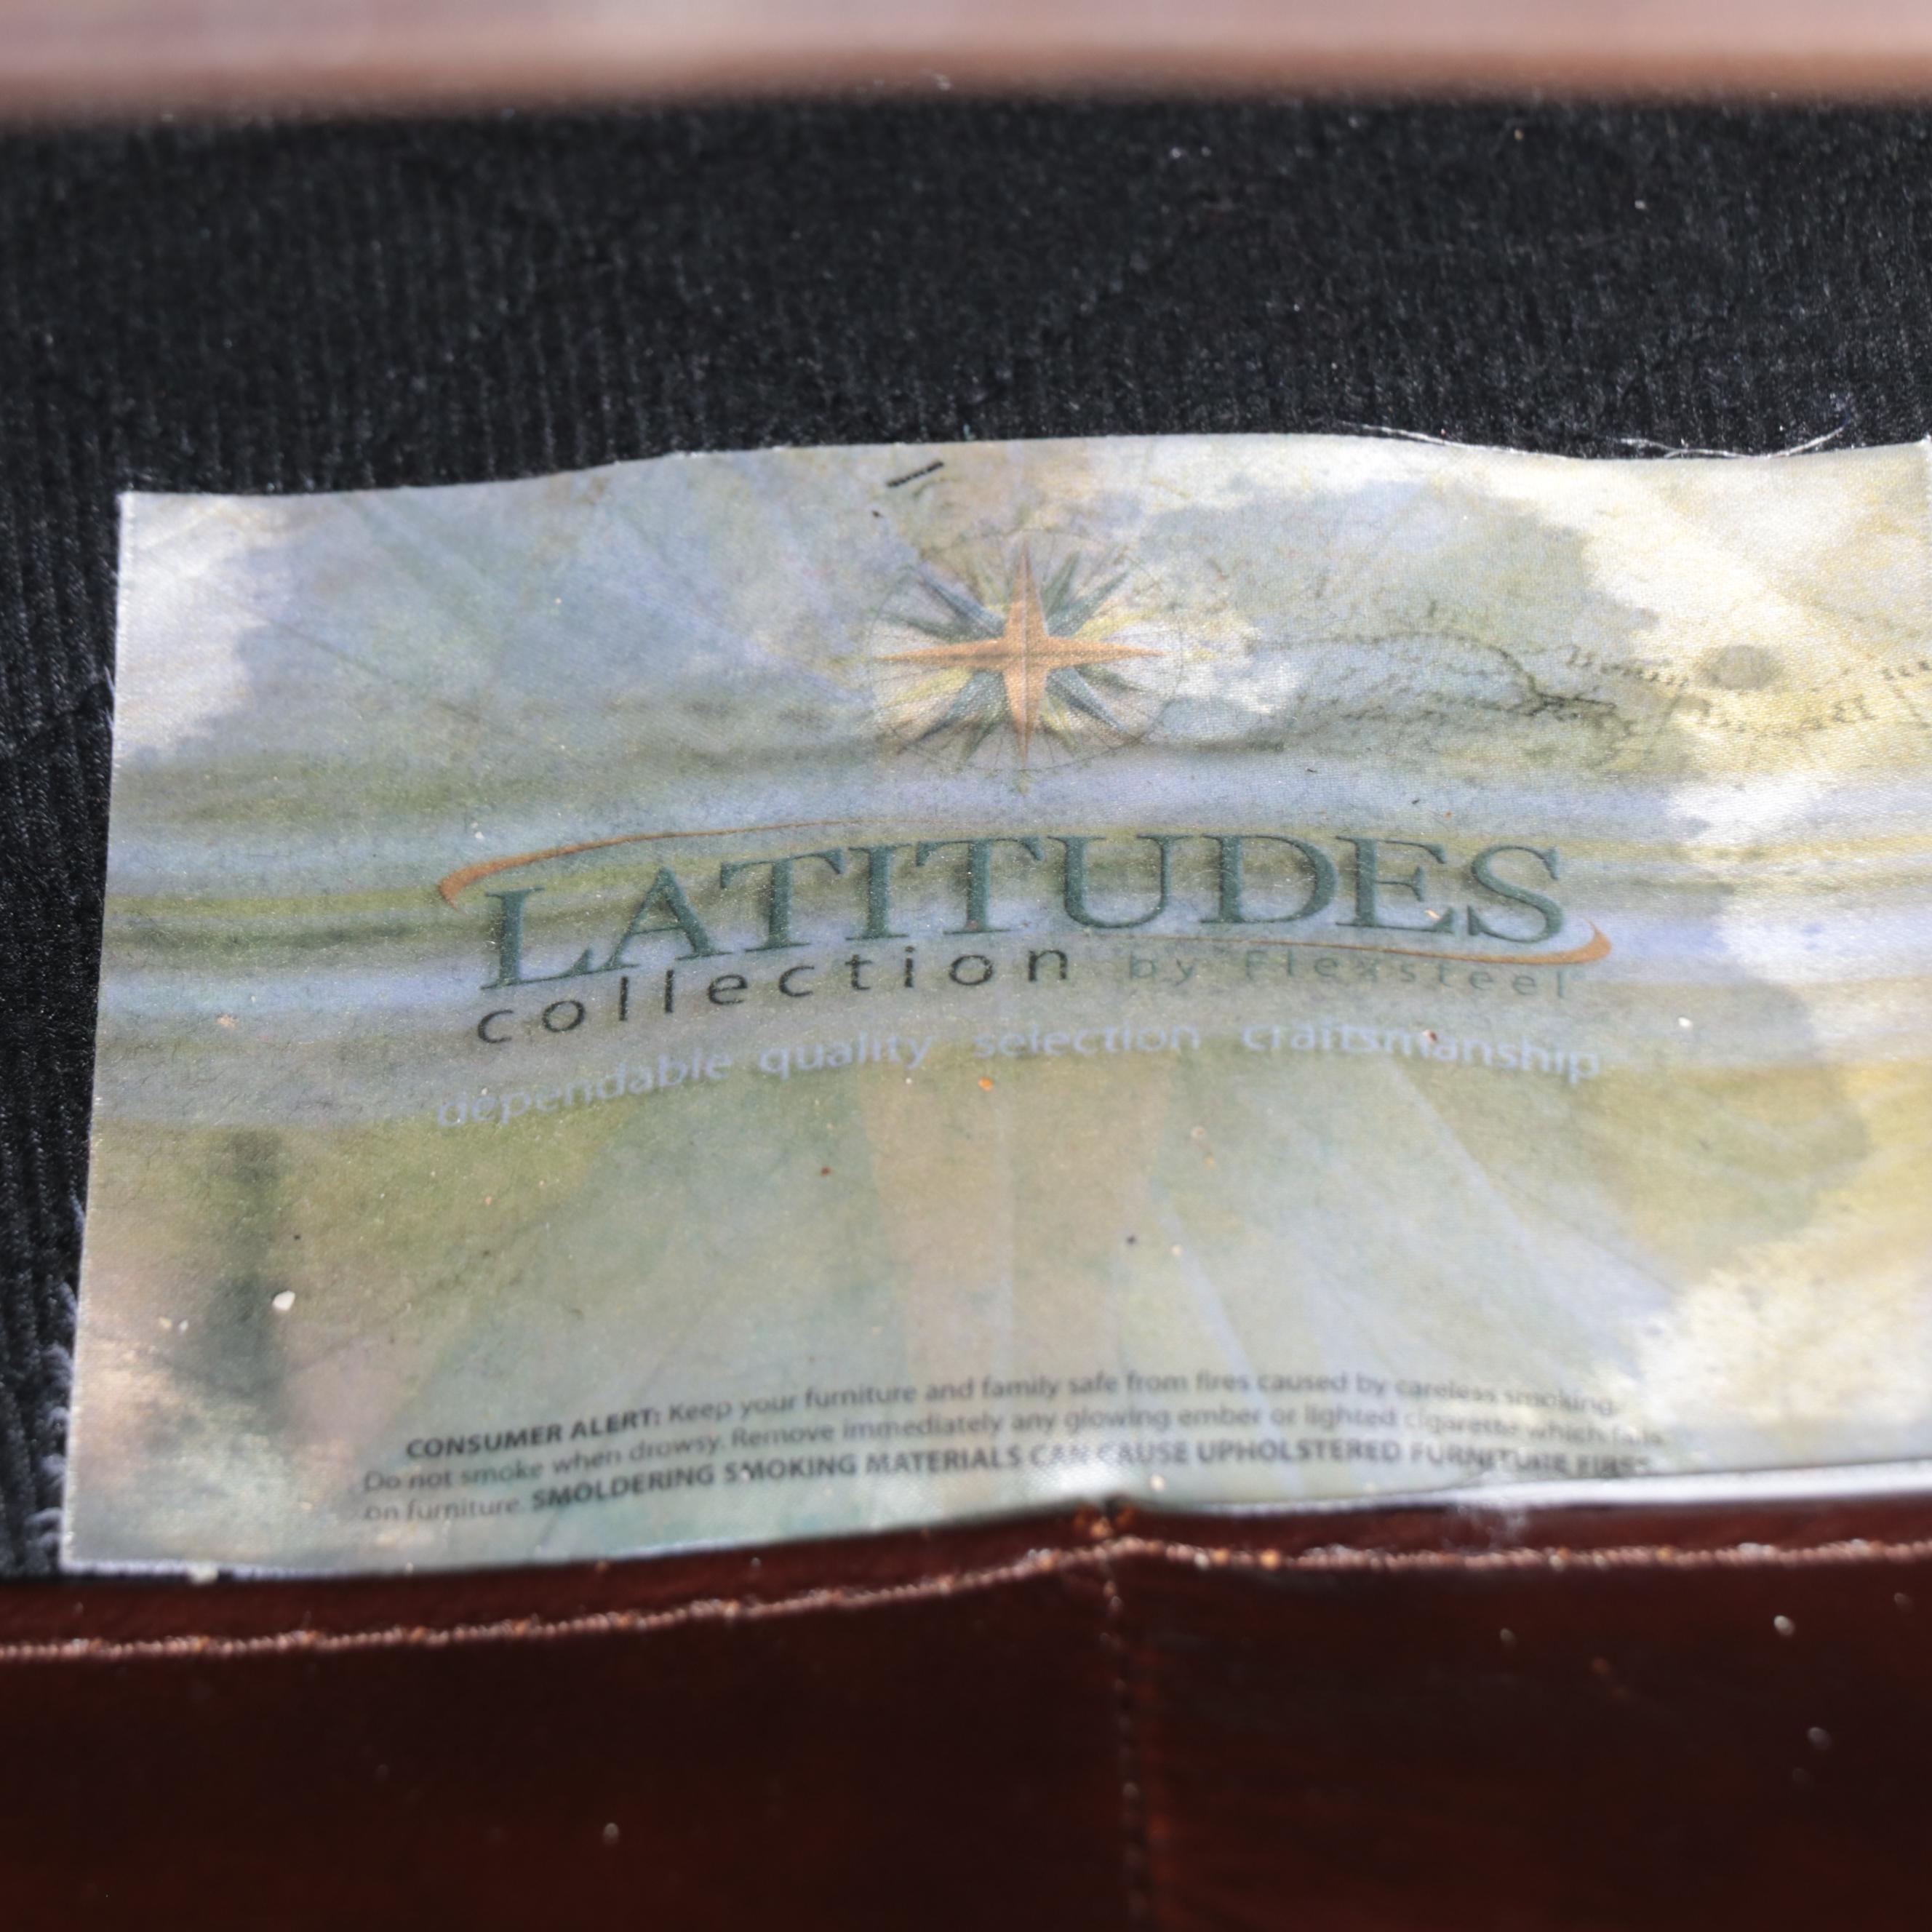 LATITUDES
collection by Flexsteel
dependable quality selection craftsmanship
CONSUMER ALERT: Keep your furniture and family safe from fires caused by careless smoking.
Do not smoke when drowsy. Remove immediately any glowing ember or lighted cigarette which falls
on furniture. SMOLDERING SMOKING MATERIALS CAN CAUSE UPHOLSTERED FURNITURE FIRES.